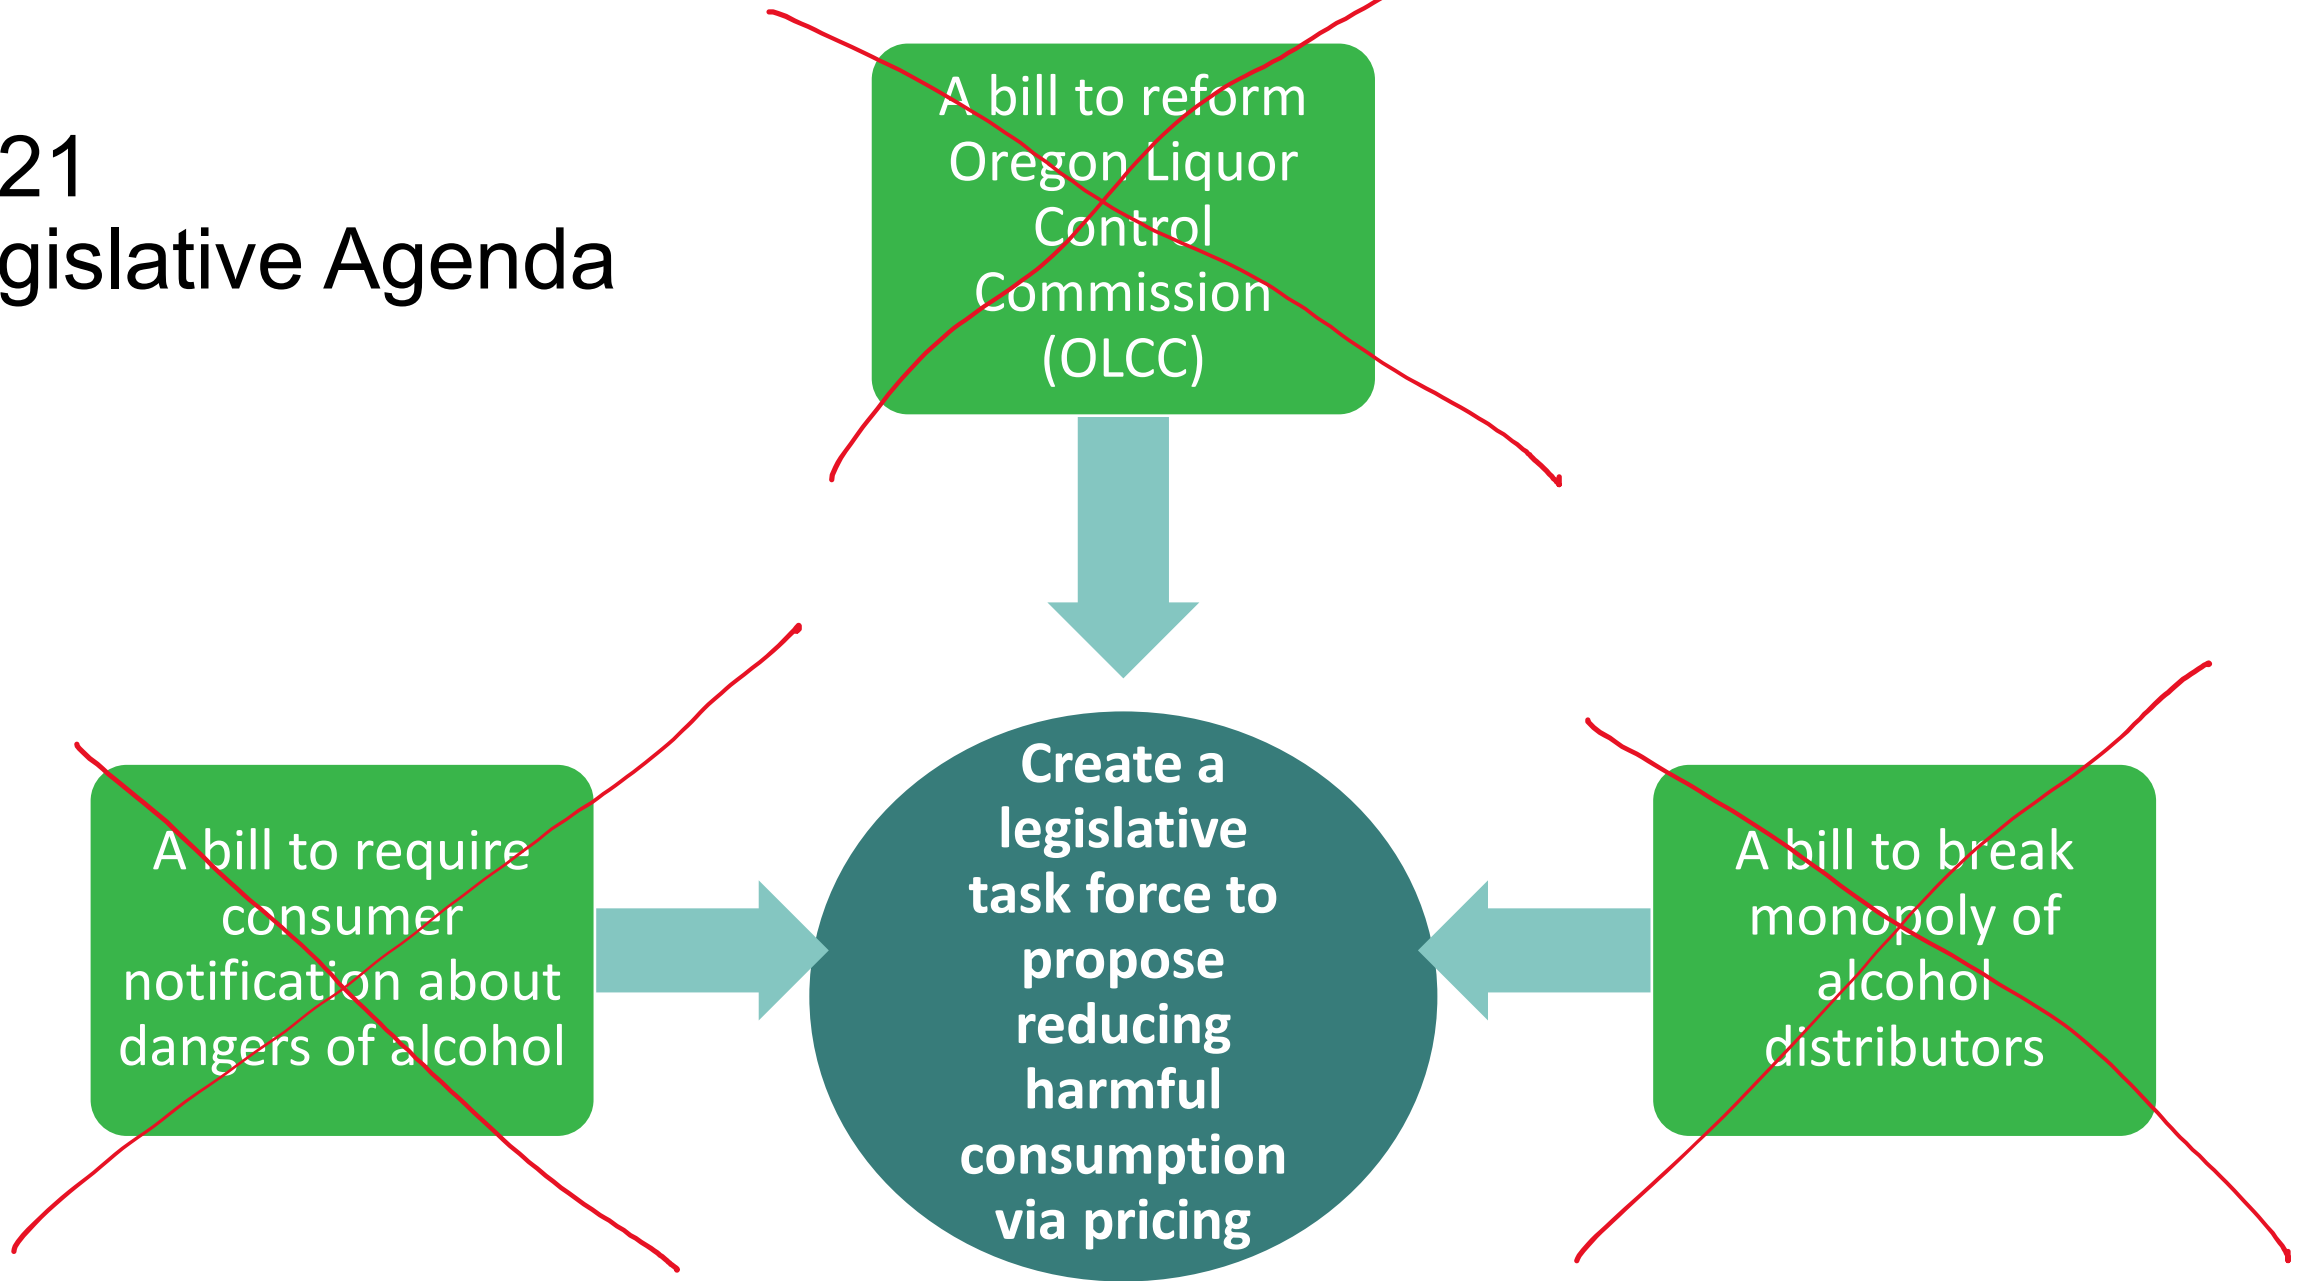 21
gislative Agenda
A bill to reform
Oregon Liquor
Control
Commission
(OLCC)
A bill to require
consumer
notification about
dangers of alcohol
Create a
legislative
task force to
propose
reducing
harmful
consumption
via pricing
A bill to break
monopoly of
alcohol
distributors